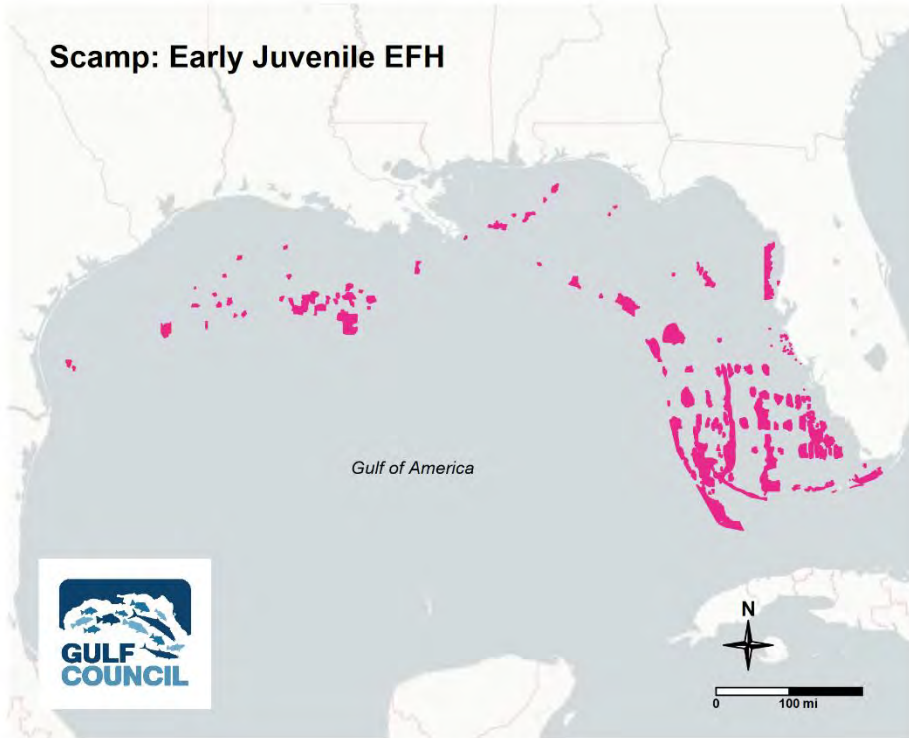 Scamp: Early Juvenile EFH
Gulf of America
GULF
COUNCIL
N
0 100 mi